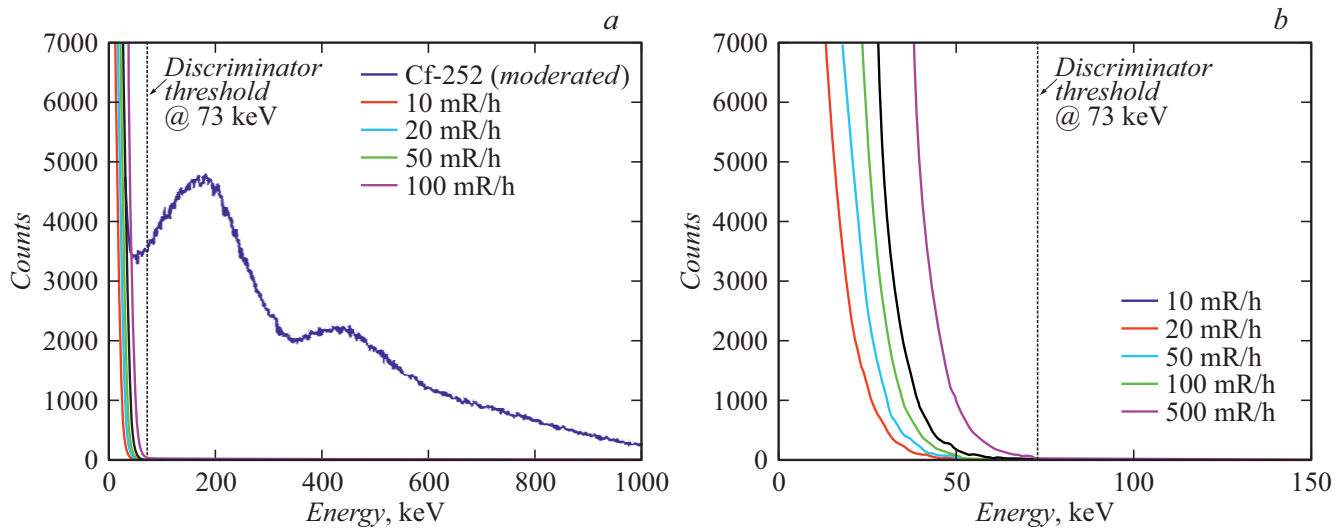 a
7000
6000
5000
4000
3000
2000
1000
0
Counts
Discriminator
threshold
@ 73 keV
Cf-252 (moderated)
10 mR/h
20 mR/h
50 mR/h
100 mR/h
0
200
400
600
800
1000
Energy, keV
b
7000
6000
5000
4000
3000
2000
1000
0
Counts
Discriminator
threshold
@ 73 keV
10 mR/h
20 mR/h
50 mR/h
100 mR/h
500 mR/h
0
50
100
150
Energy, keV